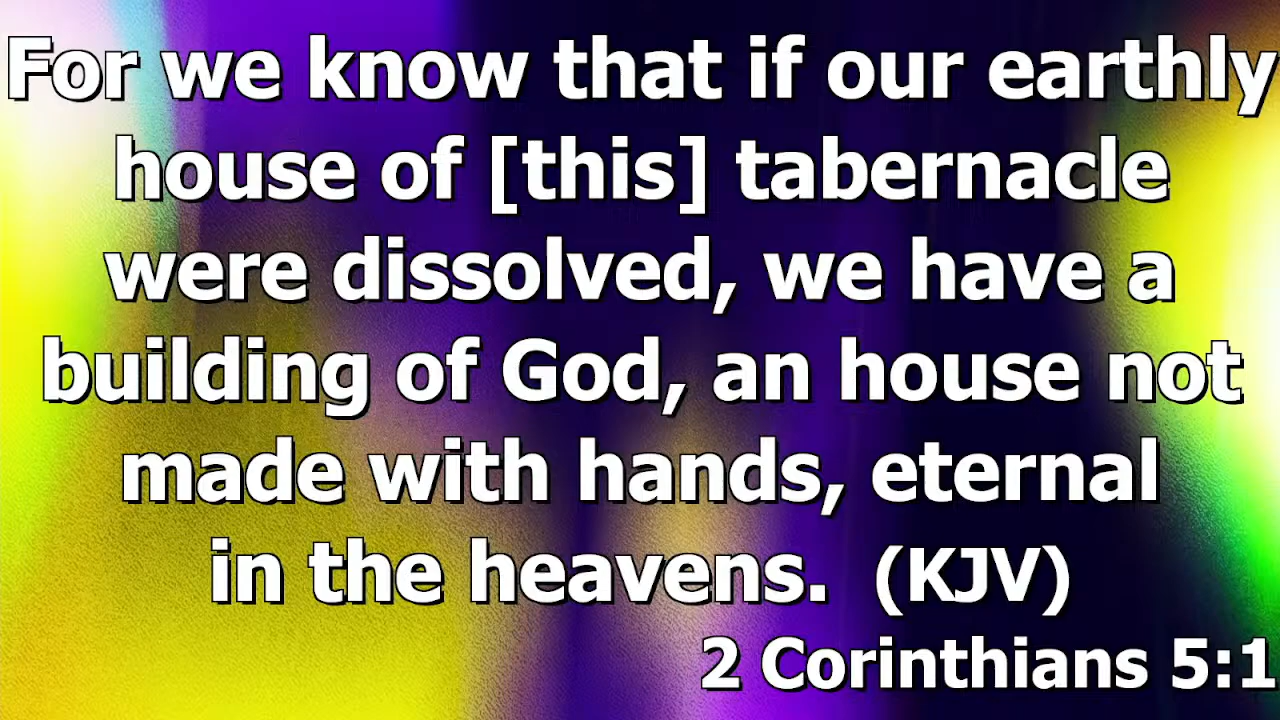 For we know that if our earthly
house of [this] tabernacle
were dissolved, we have a
building of God, an house not
made with hands, eternal
in the heavens. (KJV)
2 Corinthians 5:1